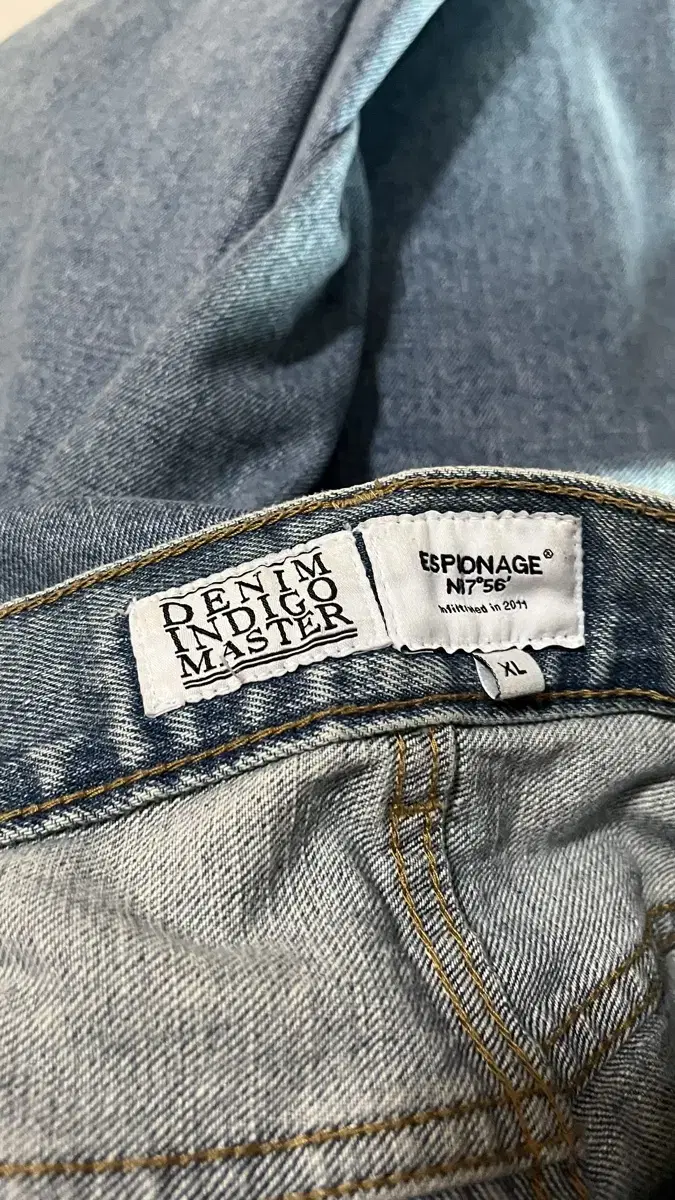 DENIM
INDIGO
MASTER
ESPIONAGE®
N17°56'
Infiltrated in 2011
XL